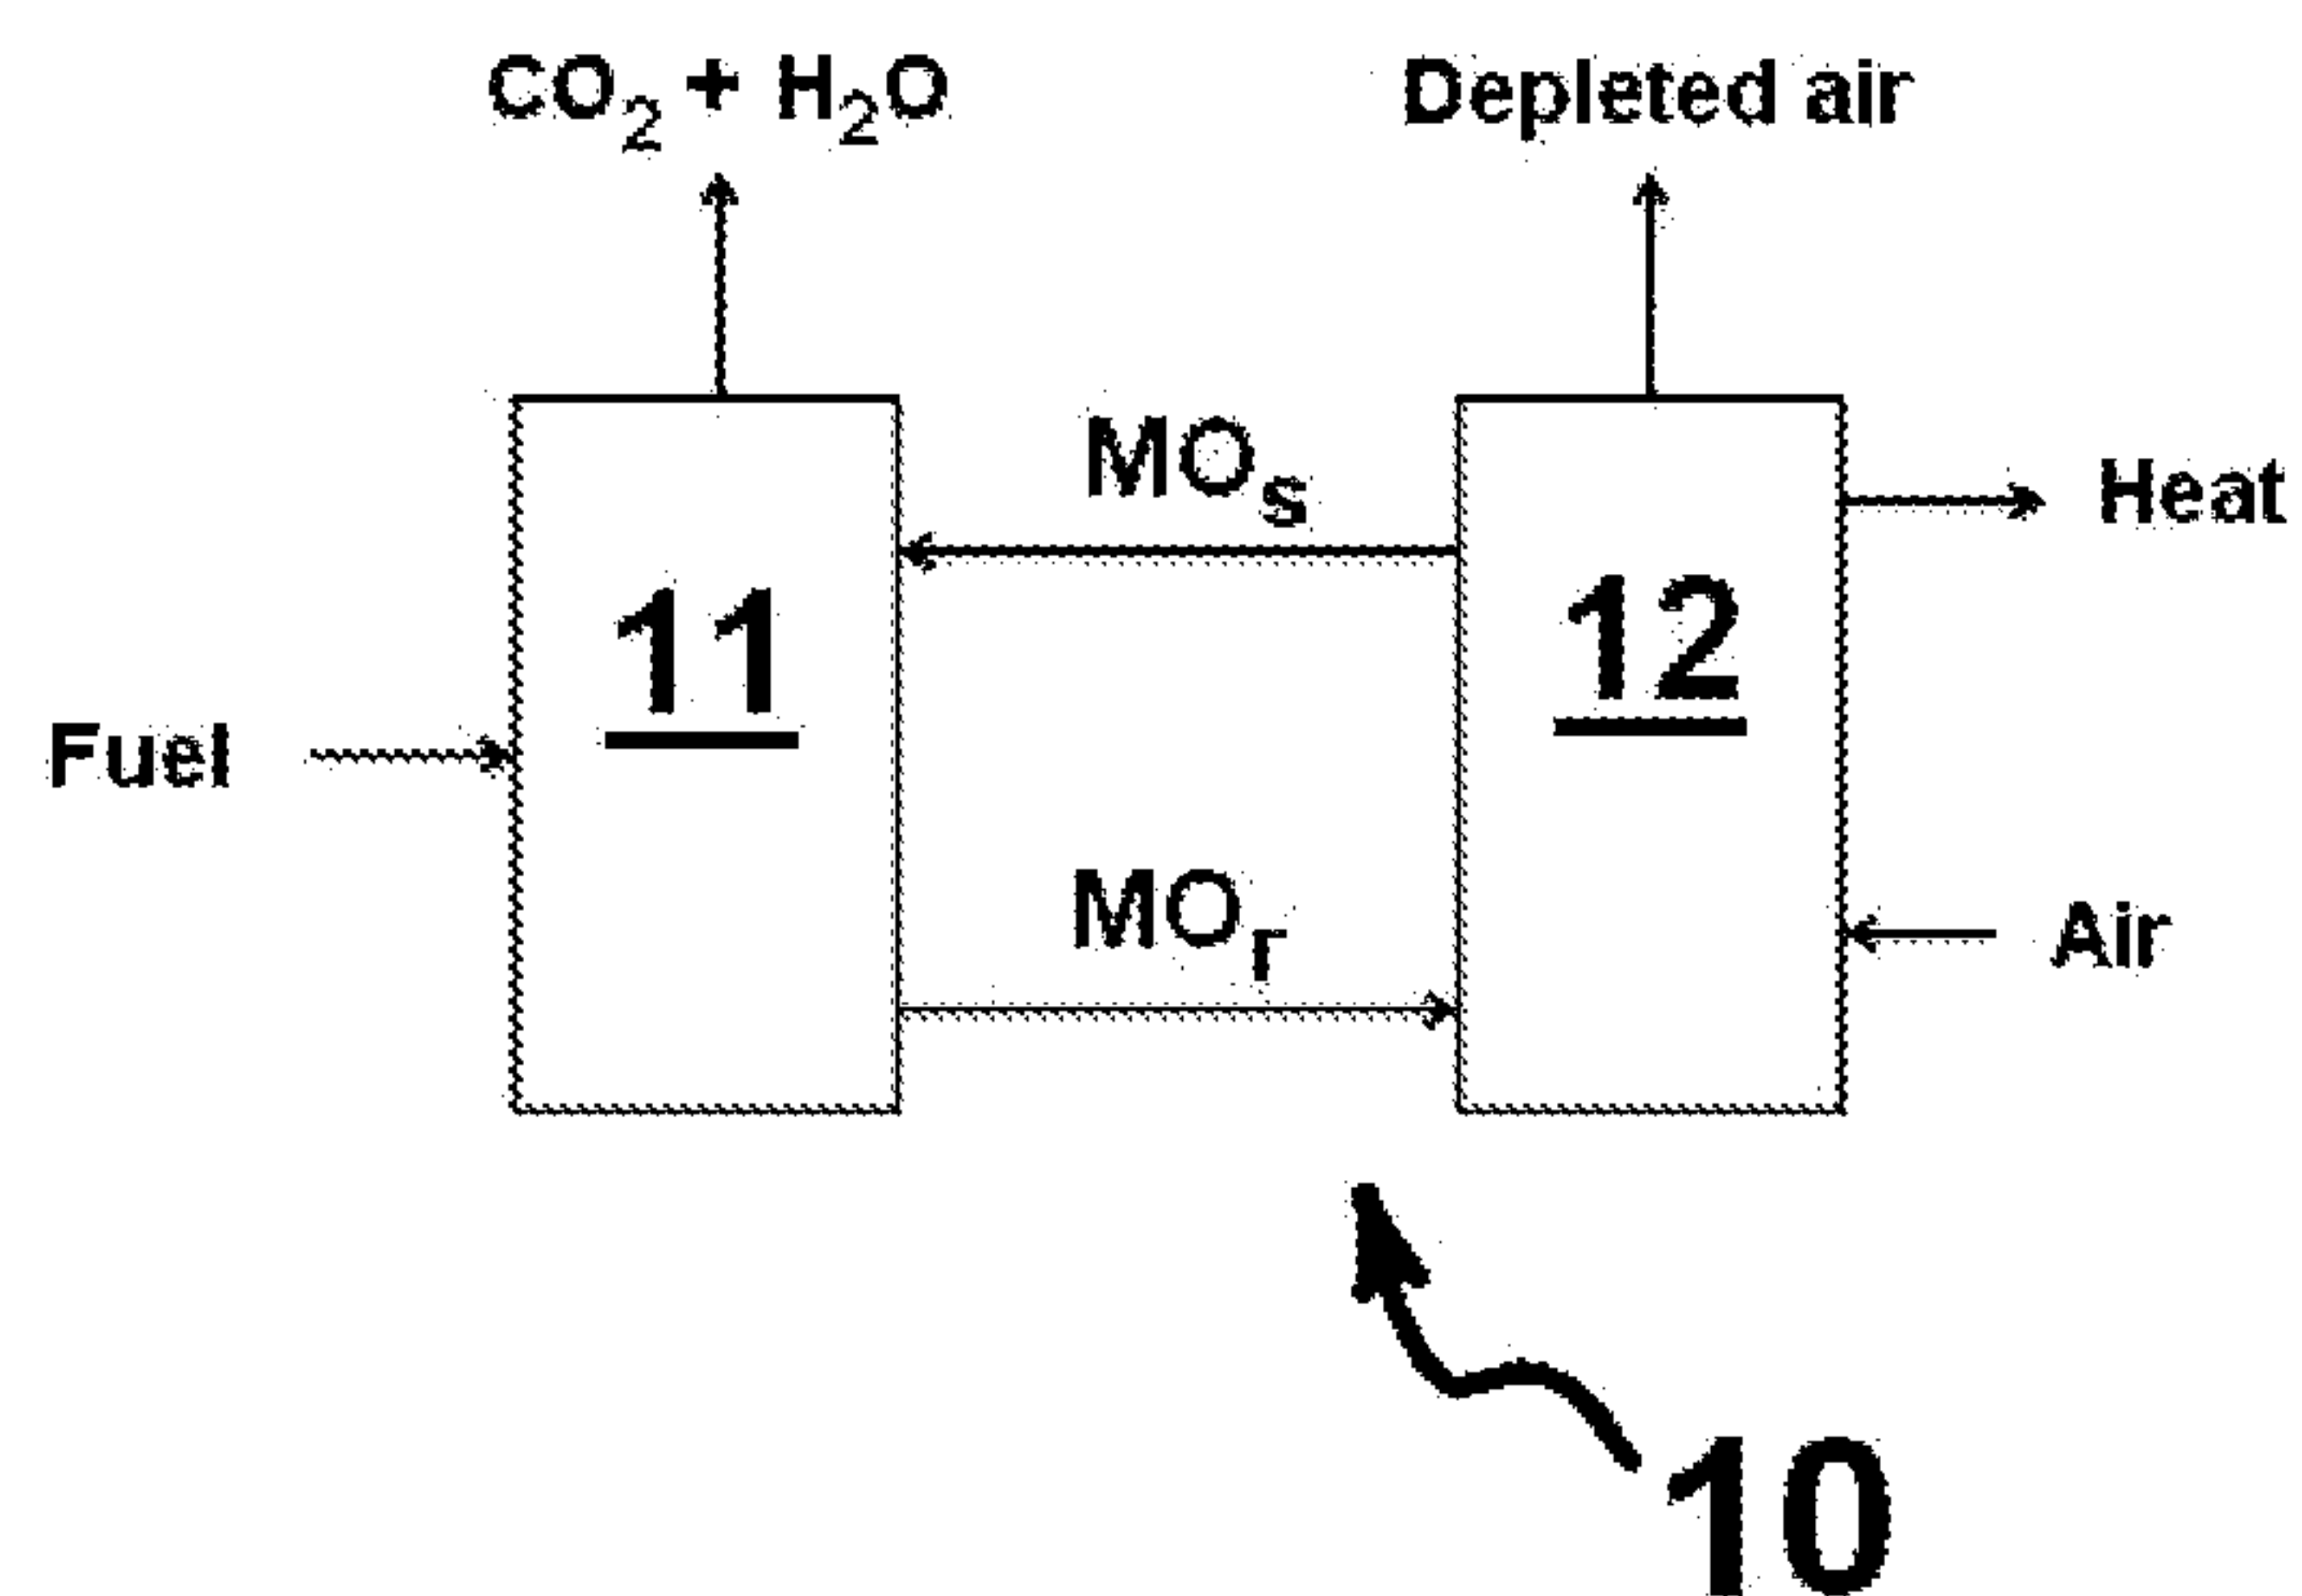 CO₂ + H₂O
Depleted air
MOₛ
Heat
11
12
Fuel
MOᵣ
Air
10